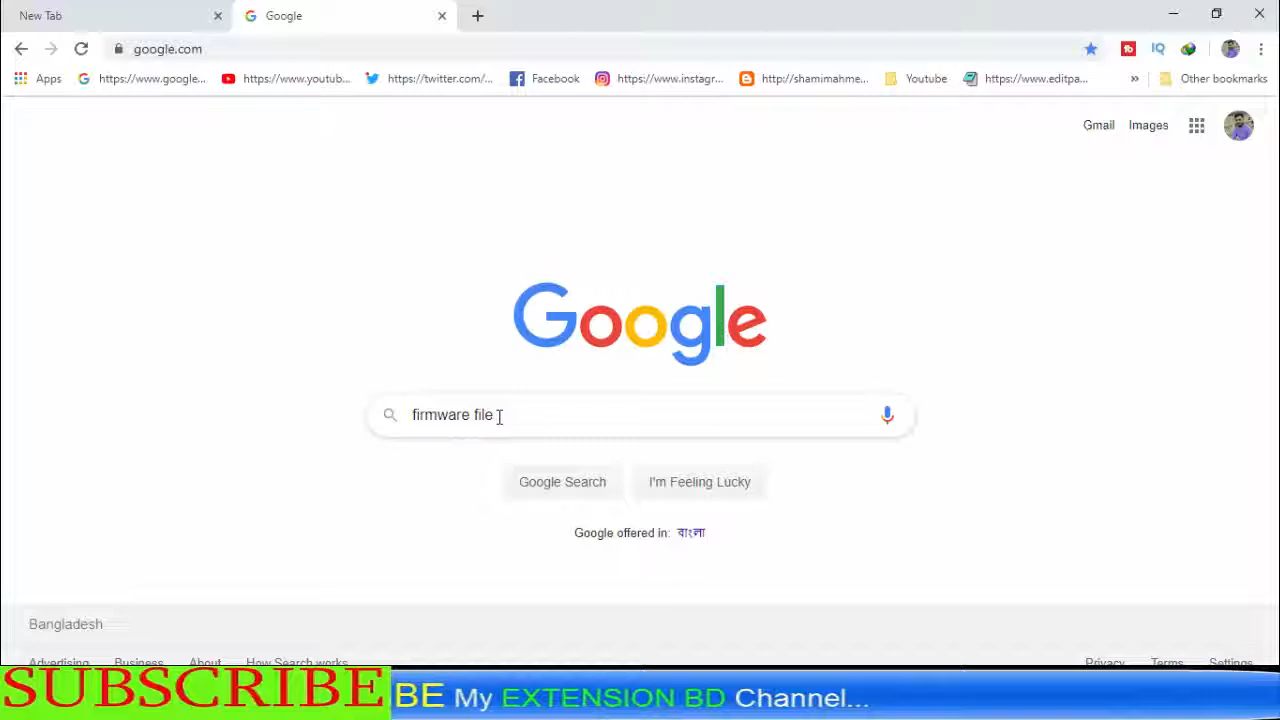 New Tab
Google
google.com
Apps
https://www.google...
https://www.youtub...
https://twitter.com/...
Facebook
https://www.instagr...
http://shamimahme...
Youtube
https://www.editpa...
»
Other bookmarks
Gmail
Images
Google
firmware file
Google Search
I'm Feeling Lucky
Google offered in: বাংলা
Bangladesh
Advertising
Business
About
How Search works
Privacy
Terms
Settings
SUBSCRIBE
BE My EXTENSION BD Channel...